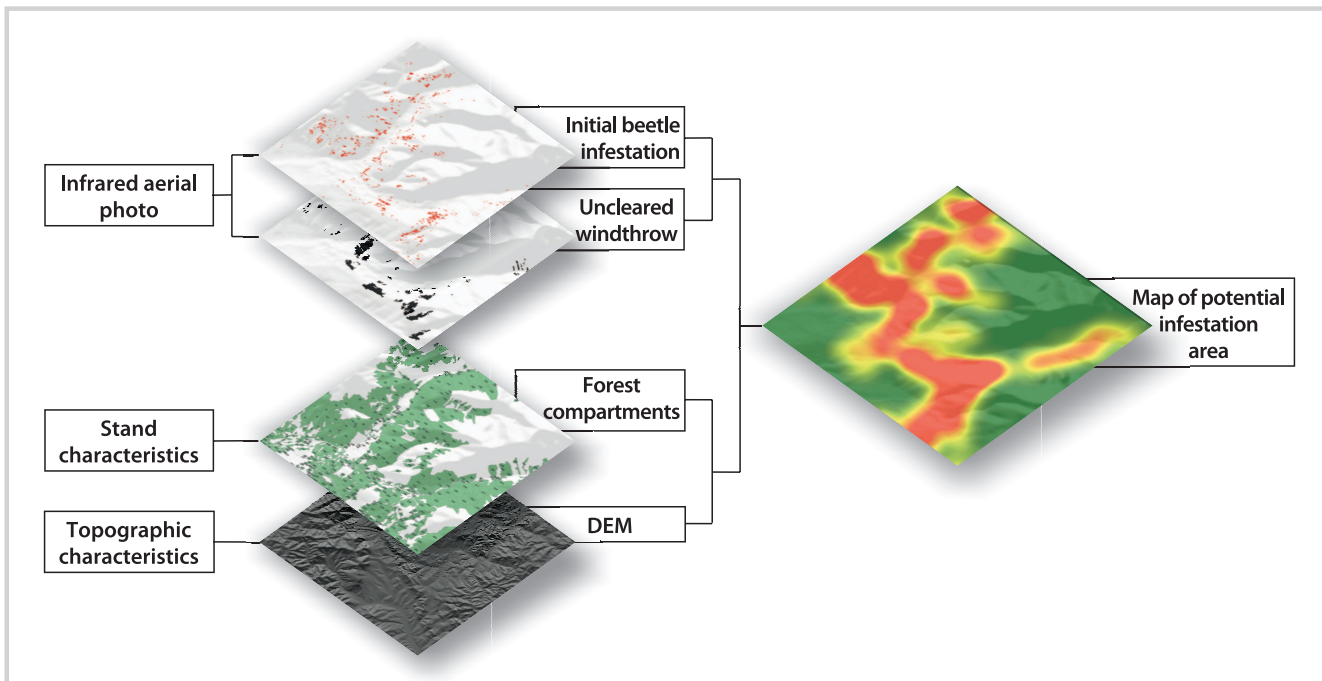 Infrared aerial
photo
Initial beetle
infestation
Uncleared
windthrow
Stand
characteristics
Forest
compartments
Topographic
characteristics
DEM
Map of potential
infestation
area